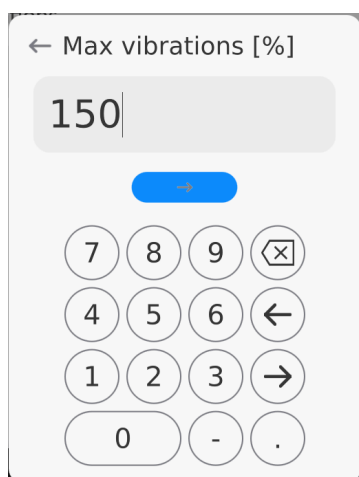 ← Max vibrations [%]
150
→
7 8 9 ⌫
4 5 6 ←
1 2 3 →
0 - .